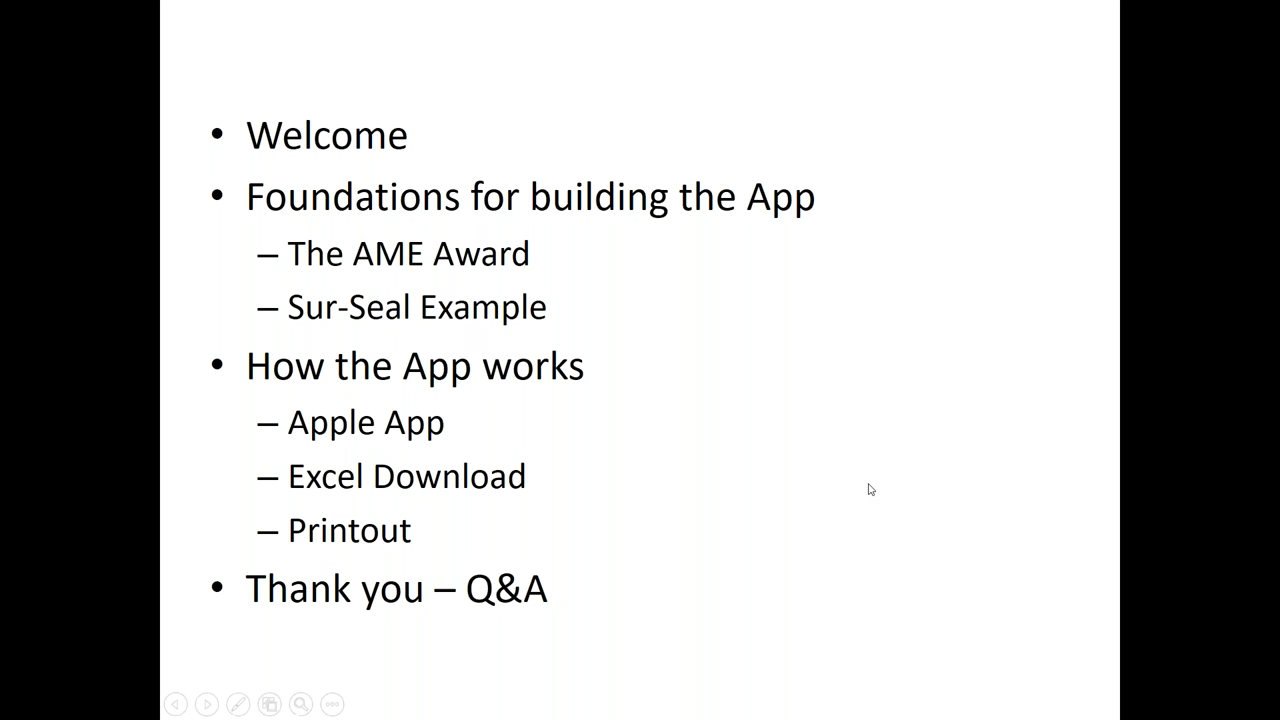 • Welcome
• Foundations for building the App
– The AME Award
– Sur-Seal Example
• How the App works
– Apple App
– Excel Download
– Printout
• Thank you – Q&A